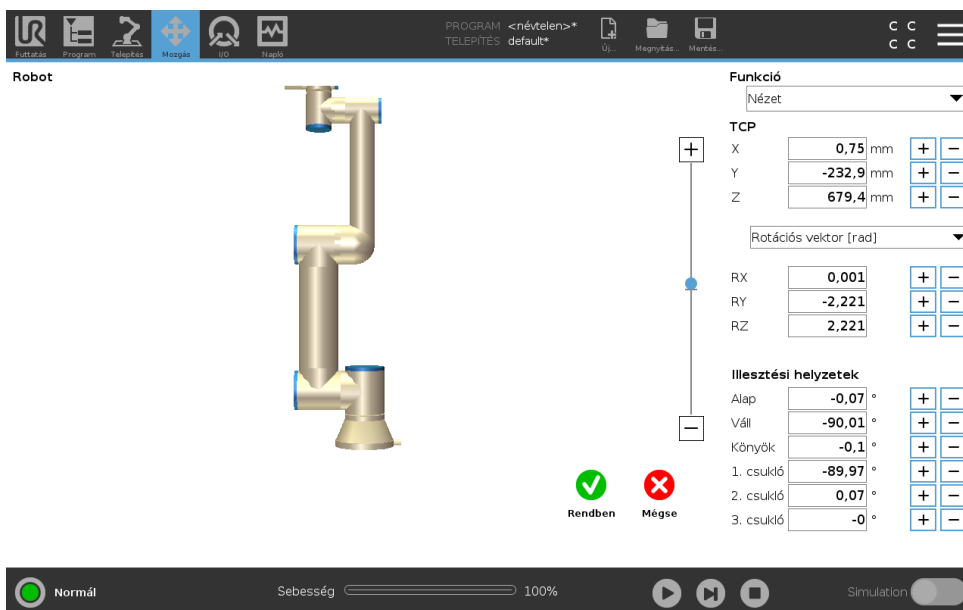 UR
Futtatás Program Telepítés Mozgás I/O Napló
PROGRAM <névtelen>*
TELEPÍTÉS default*
Új... Megnyitás... Mentés...
C C
C C
Robot
Funkció
Nézet
TCP
X 0,75 mm + −
Y -232,9 mm + −
Z 679,4 mm + −
Rotációs vektor [rad]
RX 0,001 + −
RY -2,221 + −
RZ 2,221 + −
Illesztési helyzetek
Alap -0,07 ° + −
Váll -90,01 ° + −
Könyök -0,1 ° + −
1. csukló -89,97 ° + −
2. csukló 0,07 ° + −
3. csukló -0 ° + −
+
−
Rendben Mégse
Normál
Sebesség 100%
Simulation